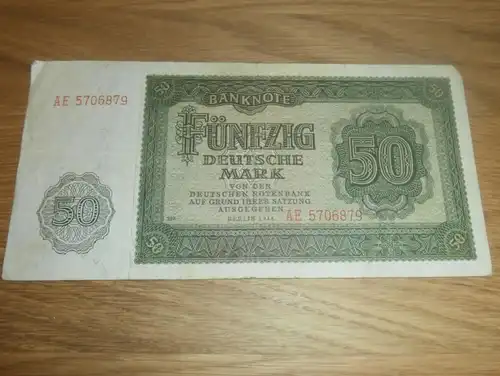 50
50
BANKNOTE
AE 5706879
FÜNFZIG
DEUTSCHE
MARK
50
VON DER
DEUTSCHEN NOTENBANK
AUF GRUND IHRER SATZUNG
AUSGEGEBEN
AE 5706879
BERLIN 1948
50
50
50